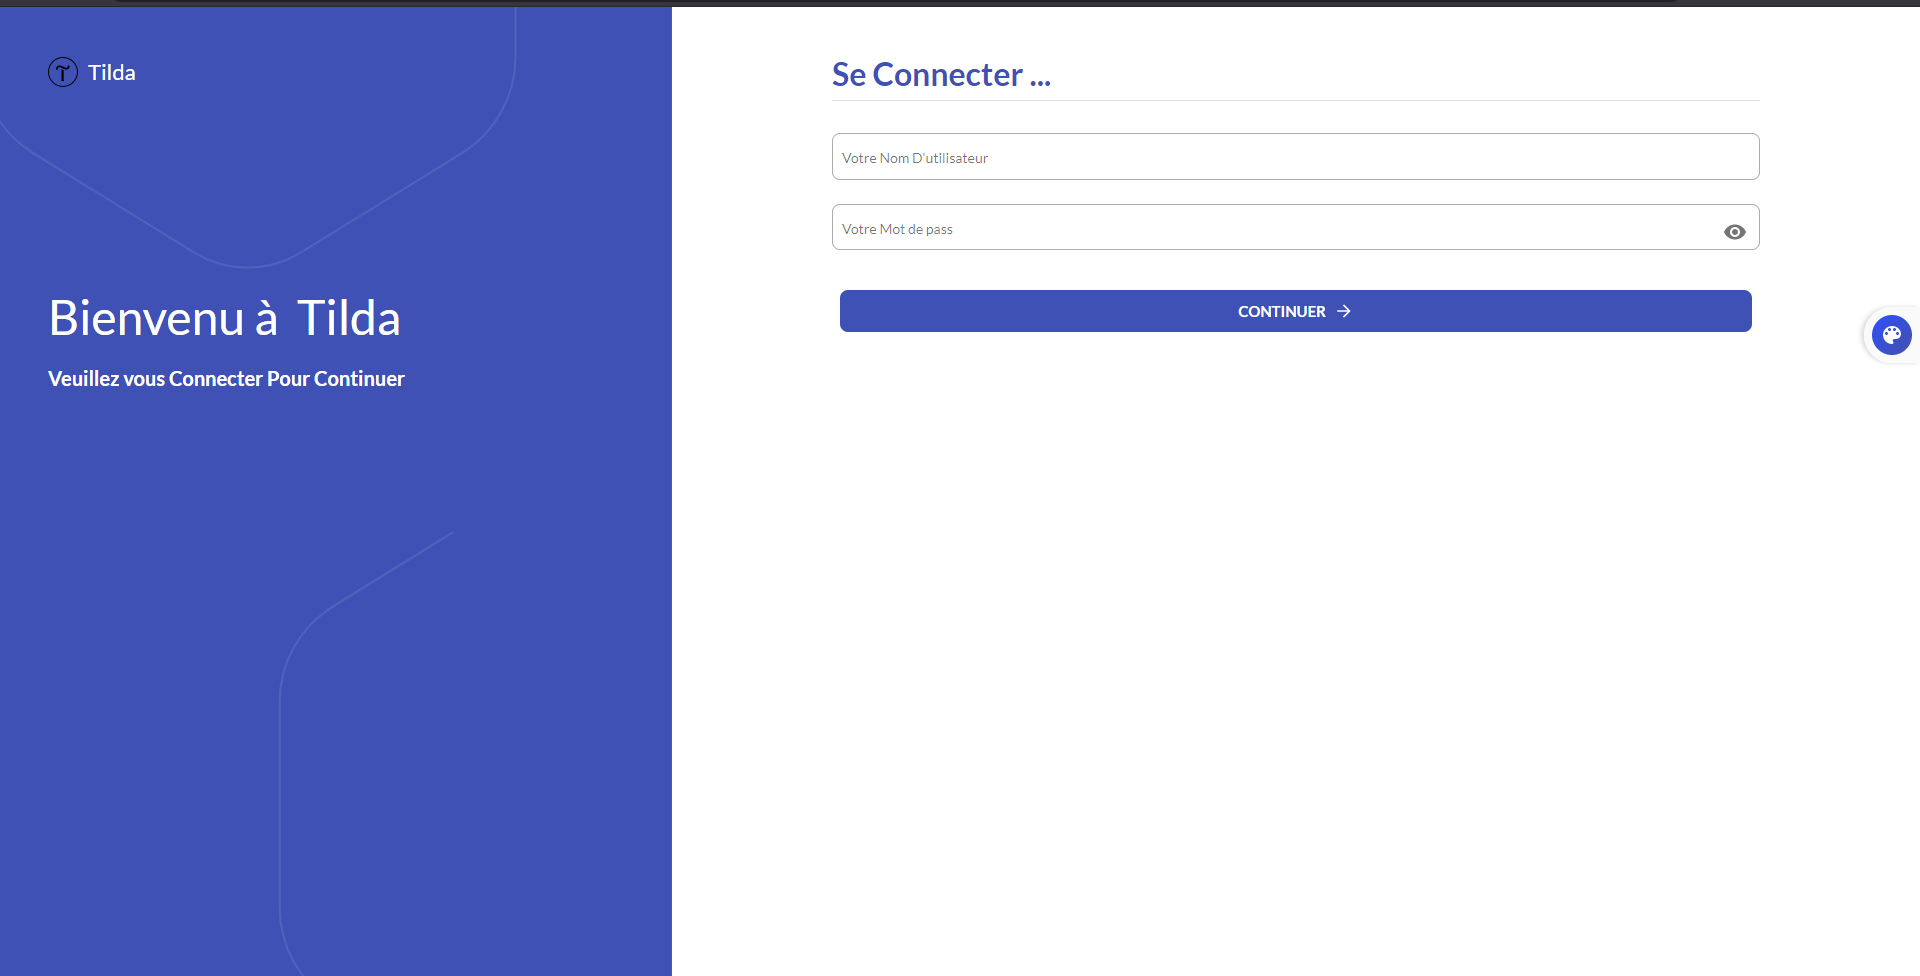 Tilda
Bienvenu à Tilda
Veuillez vous Connecter Pour Continuer
Se Connecter ...
Votre Nom D'utilisateur
Votre Mot de pass
CONTINUER